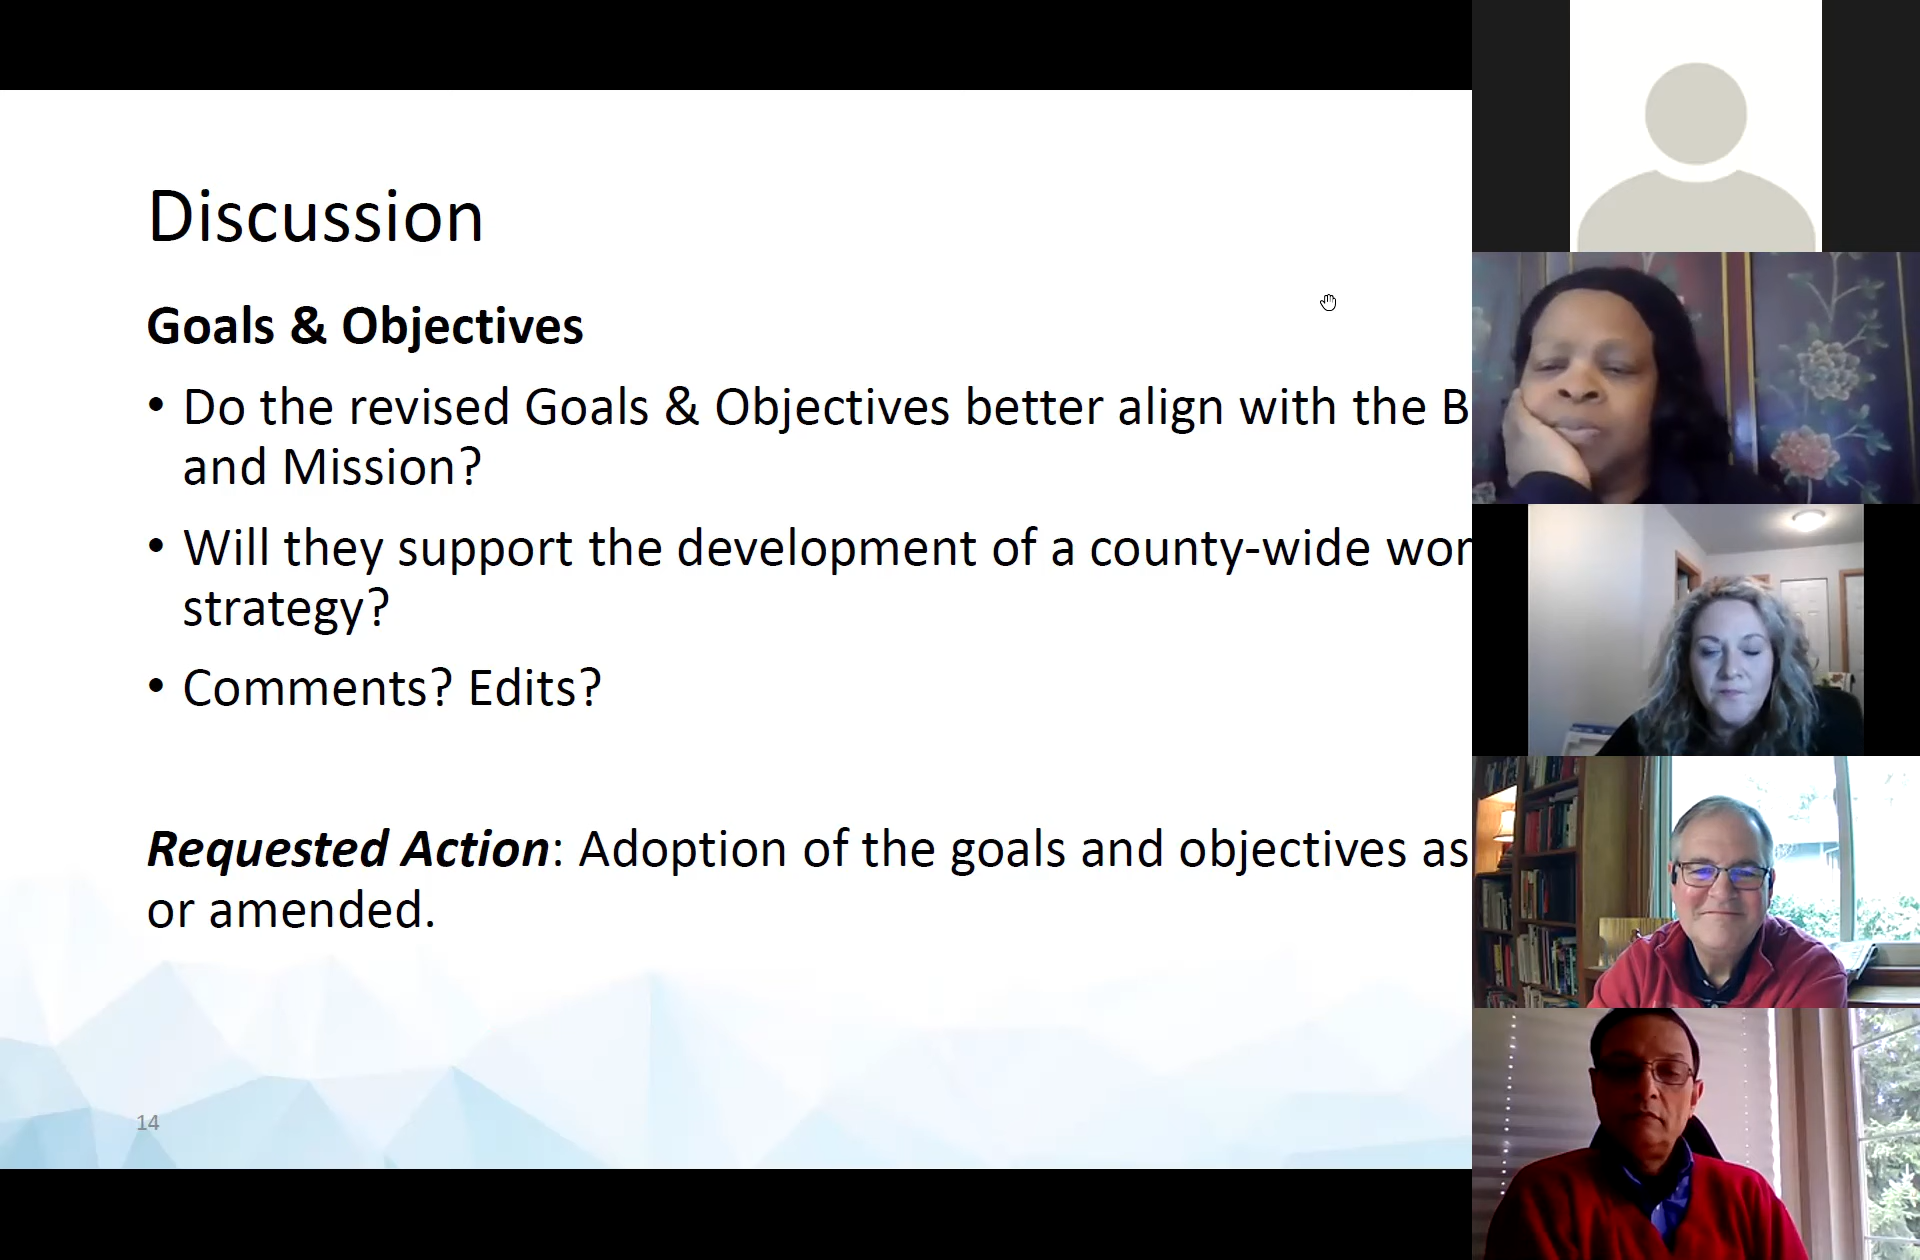 Discussion
Goals & Objectives
• Do the revised Goals & Objectives better align with the B
and Mission?
• Will they support the development of a county-wide wor
strategy?
• Comments? Edits?
Requested Action: Adoption of the goals and objectives as
or amended.
14